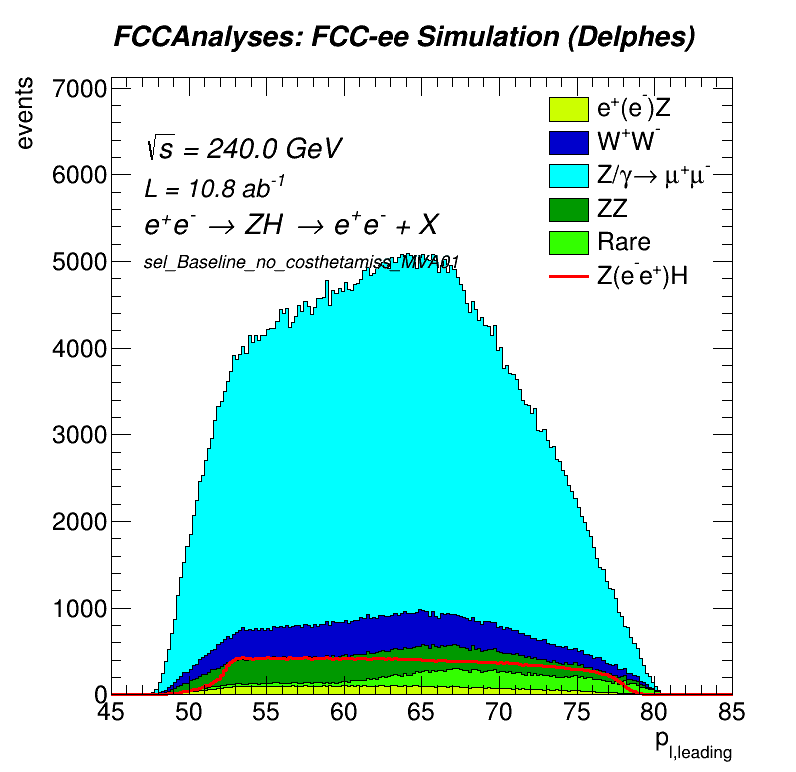 FCCAnalyses: FCC-ee Simulation (Delphes)
events
7000
6000
5000
4000
3000
2000
1000
0
√s = 240.0 GeV
L = 10.8 ab⁻¹
e⁺e⁻ → ZH → e⁺e⁻ + X
sel_Baseline_no_costhetamiss_MVA01
e⁺(e⁻)Z
W⁺W⁻
Z/γ→ μ⁺μ⁻
ZZ
Rare
Z(e⁻e⁺)H
45 50 55 60 65 70 75 80 85
p_l,leading